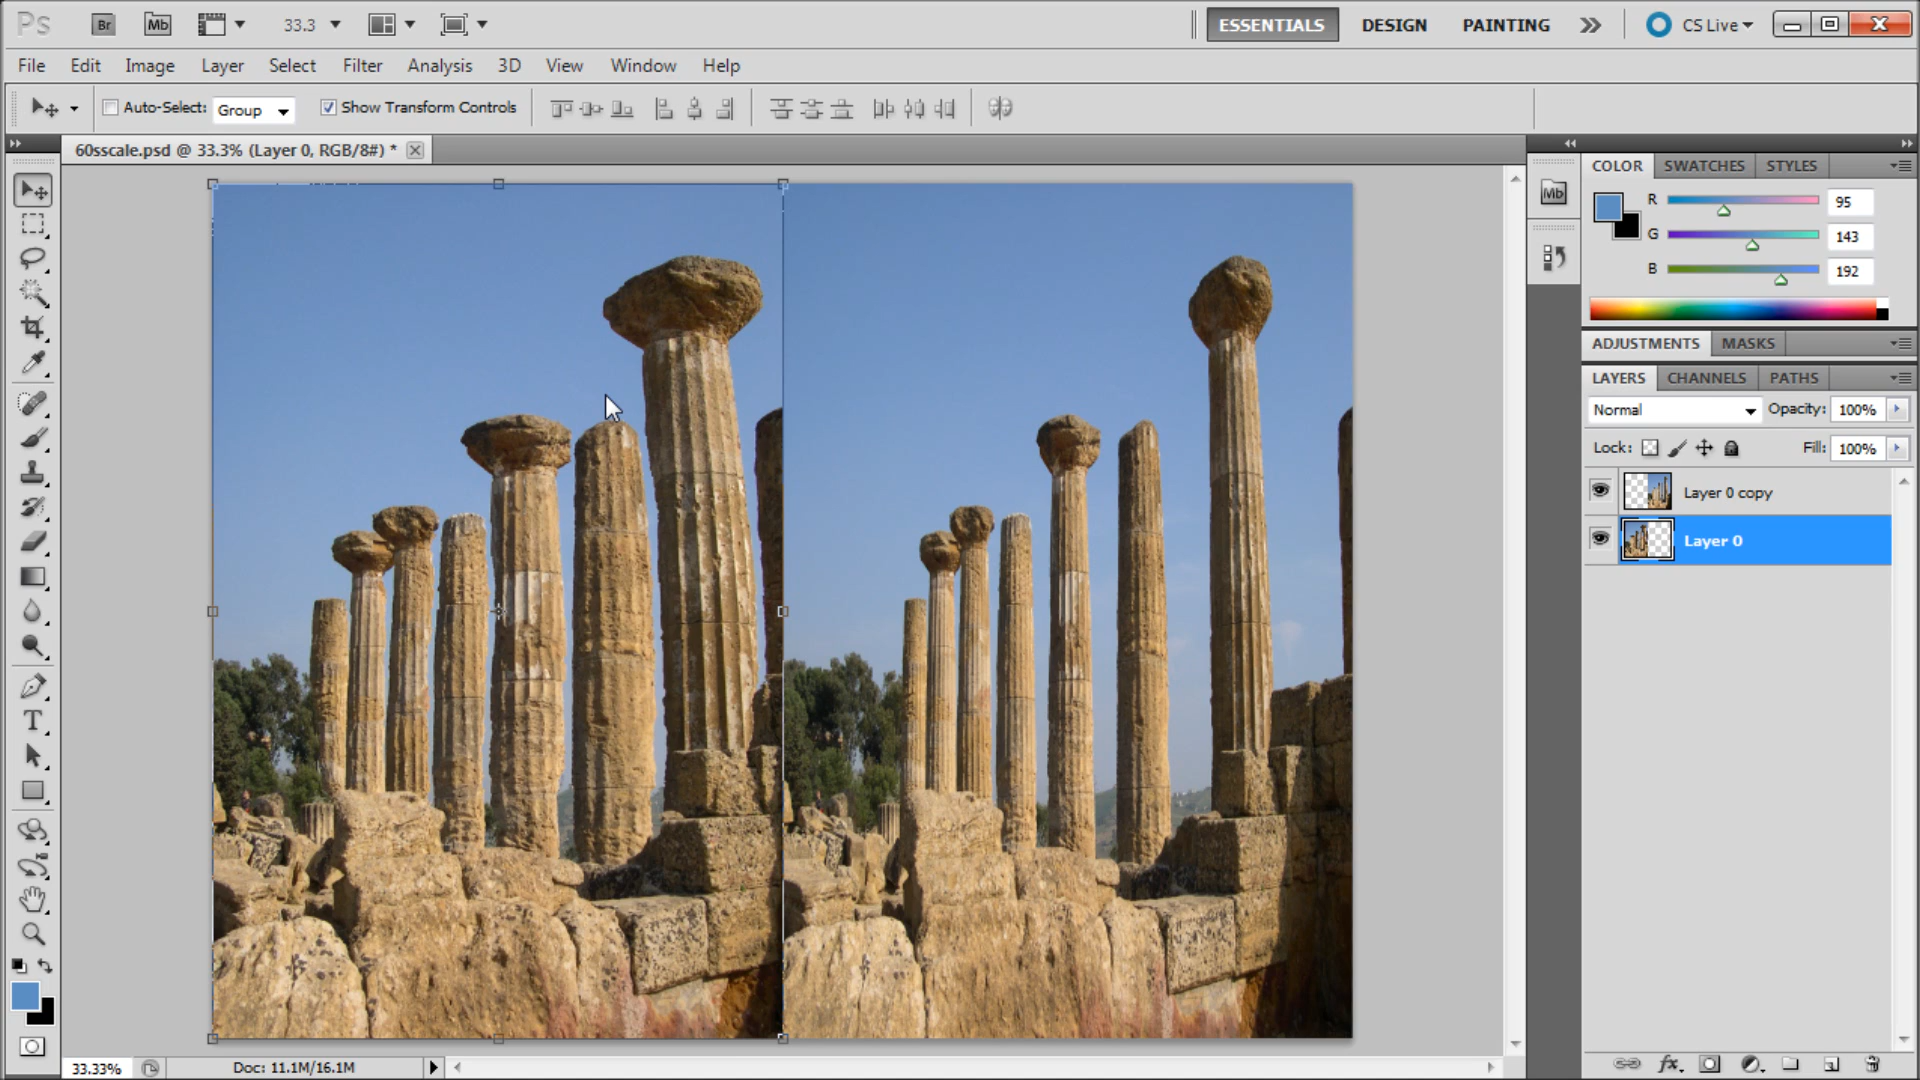 Ps Br Mb 33.3 ESSENTIALS DESIGN PAINTING CS Live
File Edit Image Layer Select Filter Analysis 3D View Window Help
Auto-Select: Group Show Transform Controls
60sscale.psd @ 33.3% (Layer 0, RGB/8#) *
Mb
COLOR SWATCHES STYLES
R 95
G 143
B 192
ADJUSTMENTS MASKS
LAYERS CHANNELS PATHS
Normal Opacity: 100%
Lock: Fill: 100%
Layer 0 copy
Layer 0
T
33.33% Doc: 11.1M/16.1M
fx